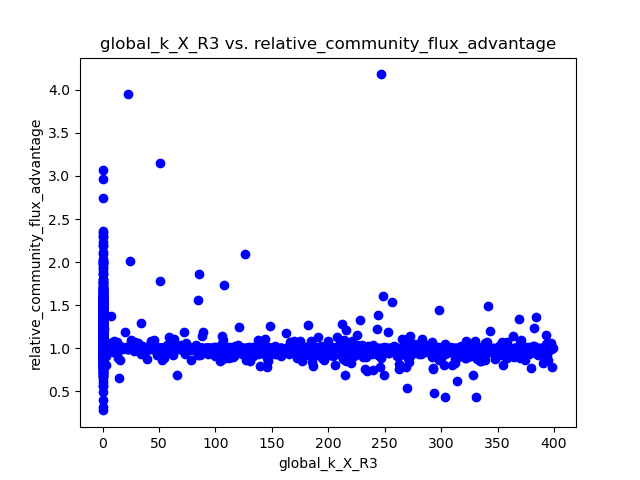 global_k_X_R3 vs. relative_community_flux_advantage
relative_community_flux_advantage
4.0
3.5
3.0
2.5
2.0
1.5
1.0
0.5
0 50 100 150 200 250 300 350 400
global_k_X_R3